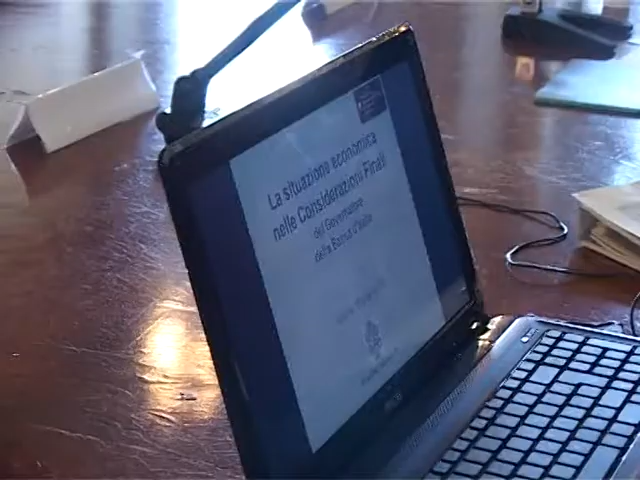 La situazione economica
nelle Considerazioni Finali
del Governatore
della Banca d'Italia